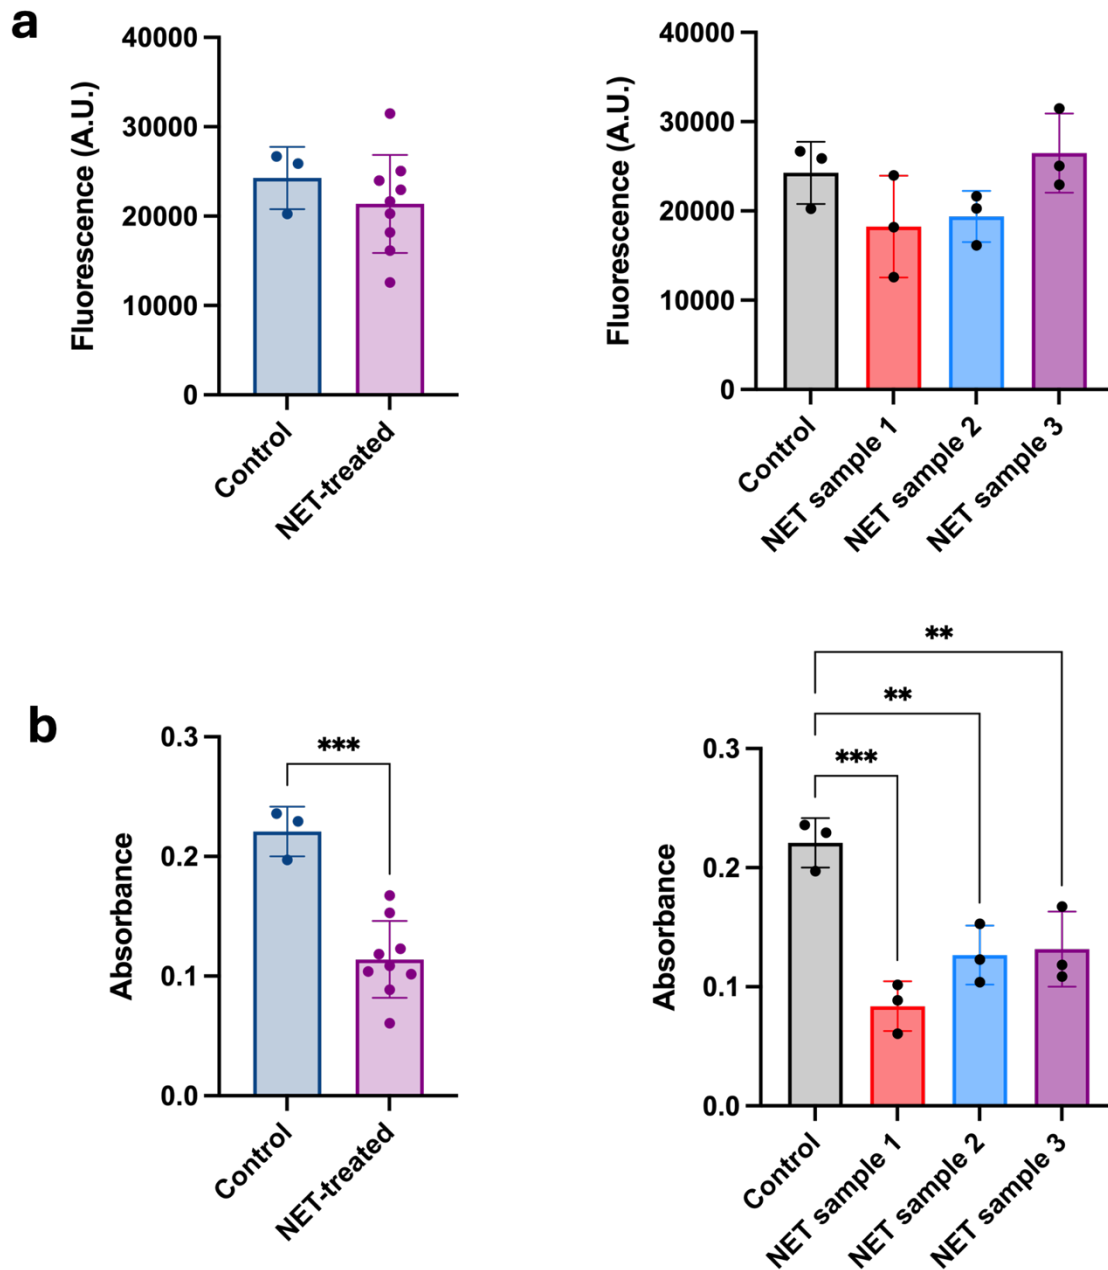 a
Fluorescence (A.U.)
40000
30000
20000
10000
0
Control
NET-treated
Fluorescence (A.U.)
40000
30000
20000
10000
0
Control
NET sample 1
NET sample 2
NET sample 3
b
Absorbance
0.3
0.2
0.1
0.0
***
Control
NET-treated
Absorbance
0.3
0.2
0.1
0.0
**
**
***
Control
NET sample 1
NET sample 2
NET sample 3